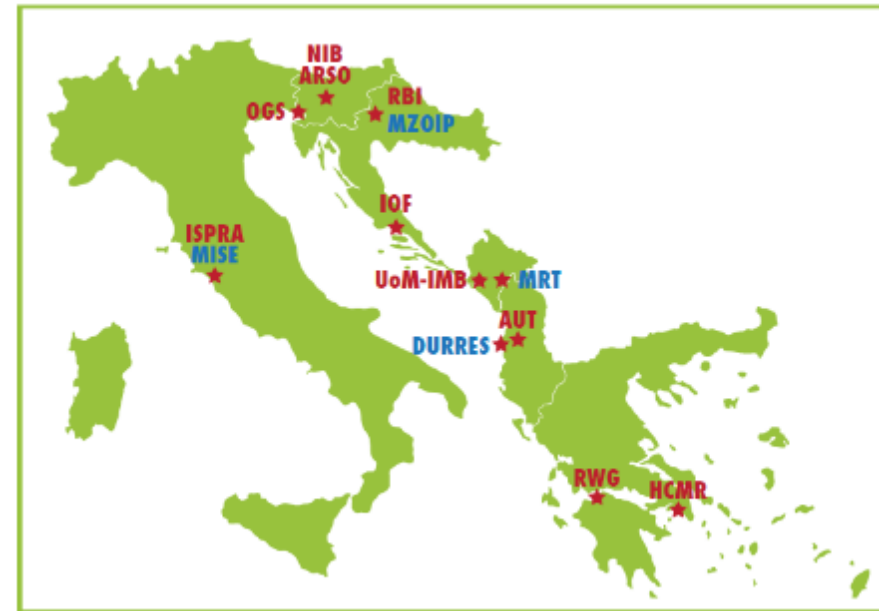 NIB
ARSO
OGS
RBI
MZOIP
IOF
ISPRA
MISE
UoM-IMB
MRT
AUT
DURRES
RWG
HCMR